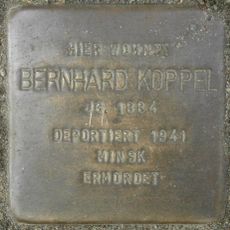 HIER WOHNTE
BERNHARD KOPPEL
JG. 1884
DEPORTIERT 1941
MINSK
ERMORDET